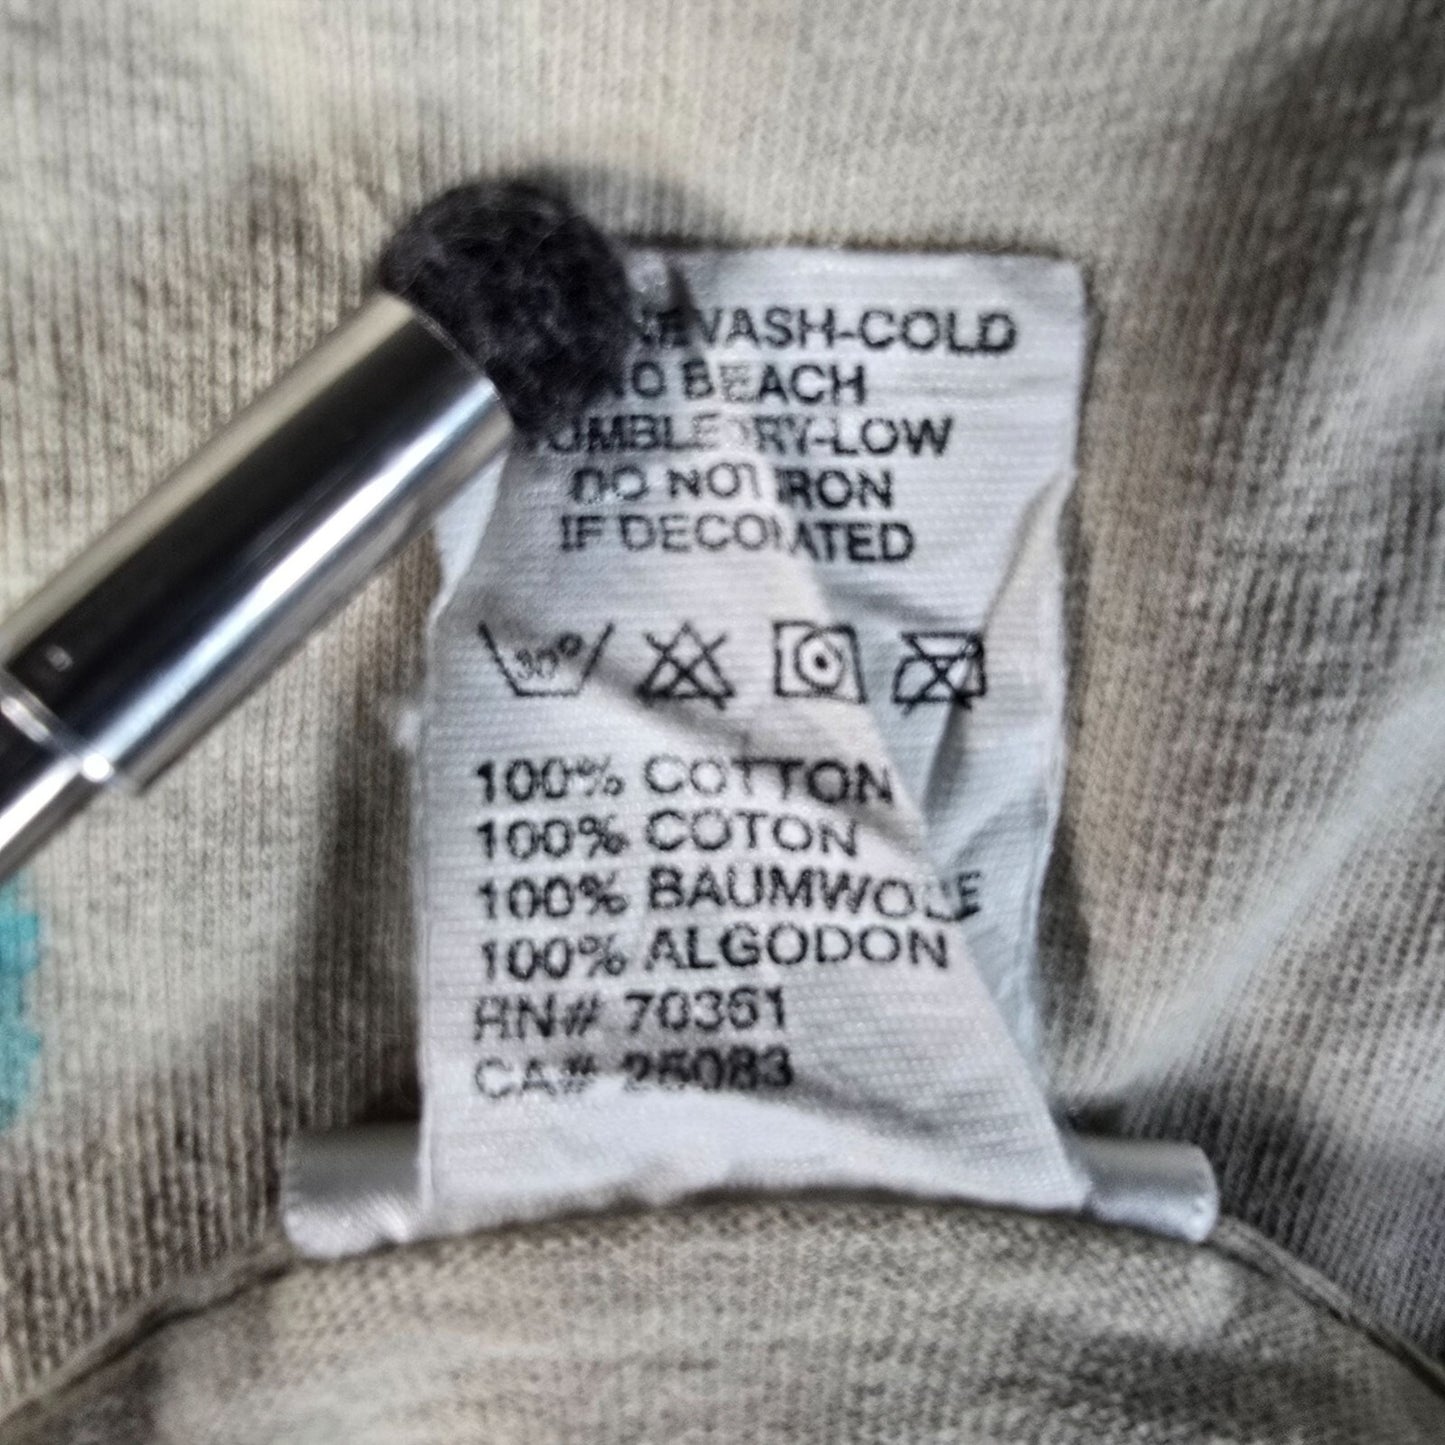 WASH-COLD
NO BEACH
DRY-LOW
DO NOT IRON
IF DECORATED
30°
100% COTTON
100% COTON
100% BAUMWOLLE
100% ALGODON
RN# 70361
CA# 25083